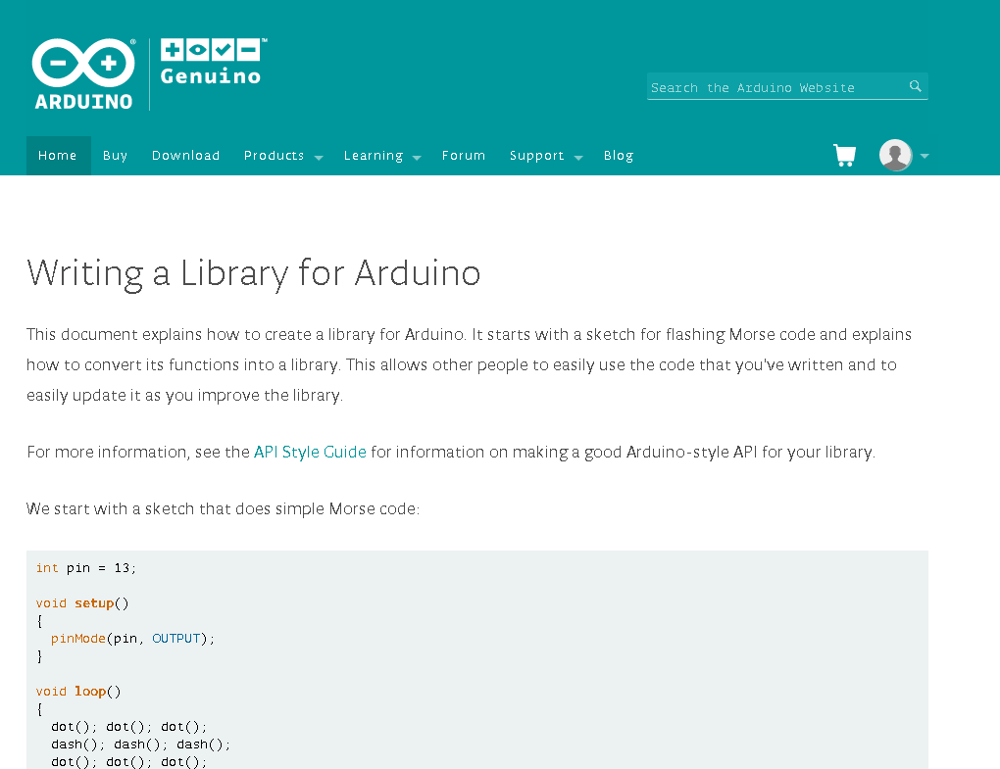 ARDUINO
Genuino
Search the Arduino Website
Home Buy Download Products Learning Forum Support Blog
Writing a Library for Arduino
This document explains how to create a library for Arduino. It starts with a sketch for flashing Morse code and explains
how to convert its functions into a library. This allows other people to easily use the code that you've written and to
easily update it as you improve the library.
For more information, see the API Style Guide for information on making a good Arduino-style API for your library.
We start with a sketch that does simple Morse code:
int pin = 13;
void setup()
{
  pinMode(pin, OUTPUT);
}
void loop()
{
  dot(); dot(); dot();
  dash(); dash(); dash();
  dot(); dot(); dot();